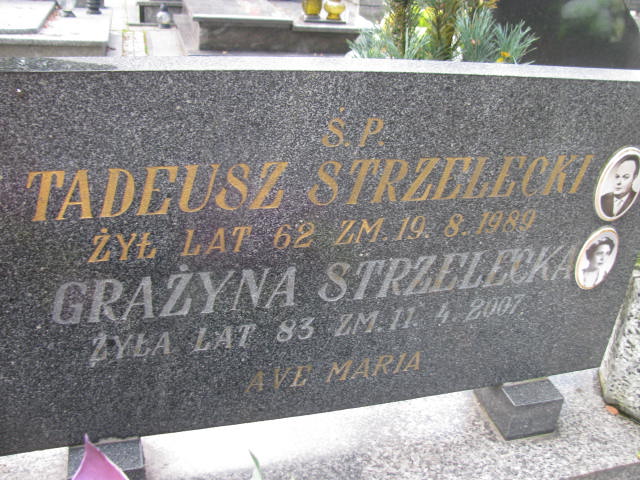 Ś.P.
TADEUSZ STRZELECKI
ŻYŁ LAT 62 ZM. 19. 8. 1989
GRAŻYNA STRZELECKA
ŻYŁA LAT 83 ZM. 11. 4. 2007
AVE MARIA